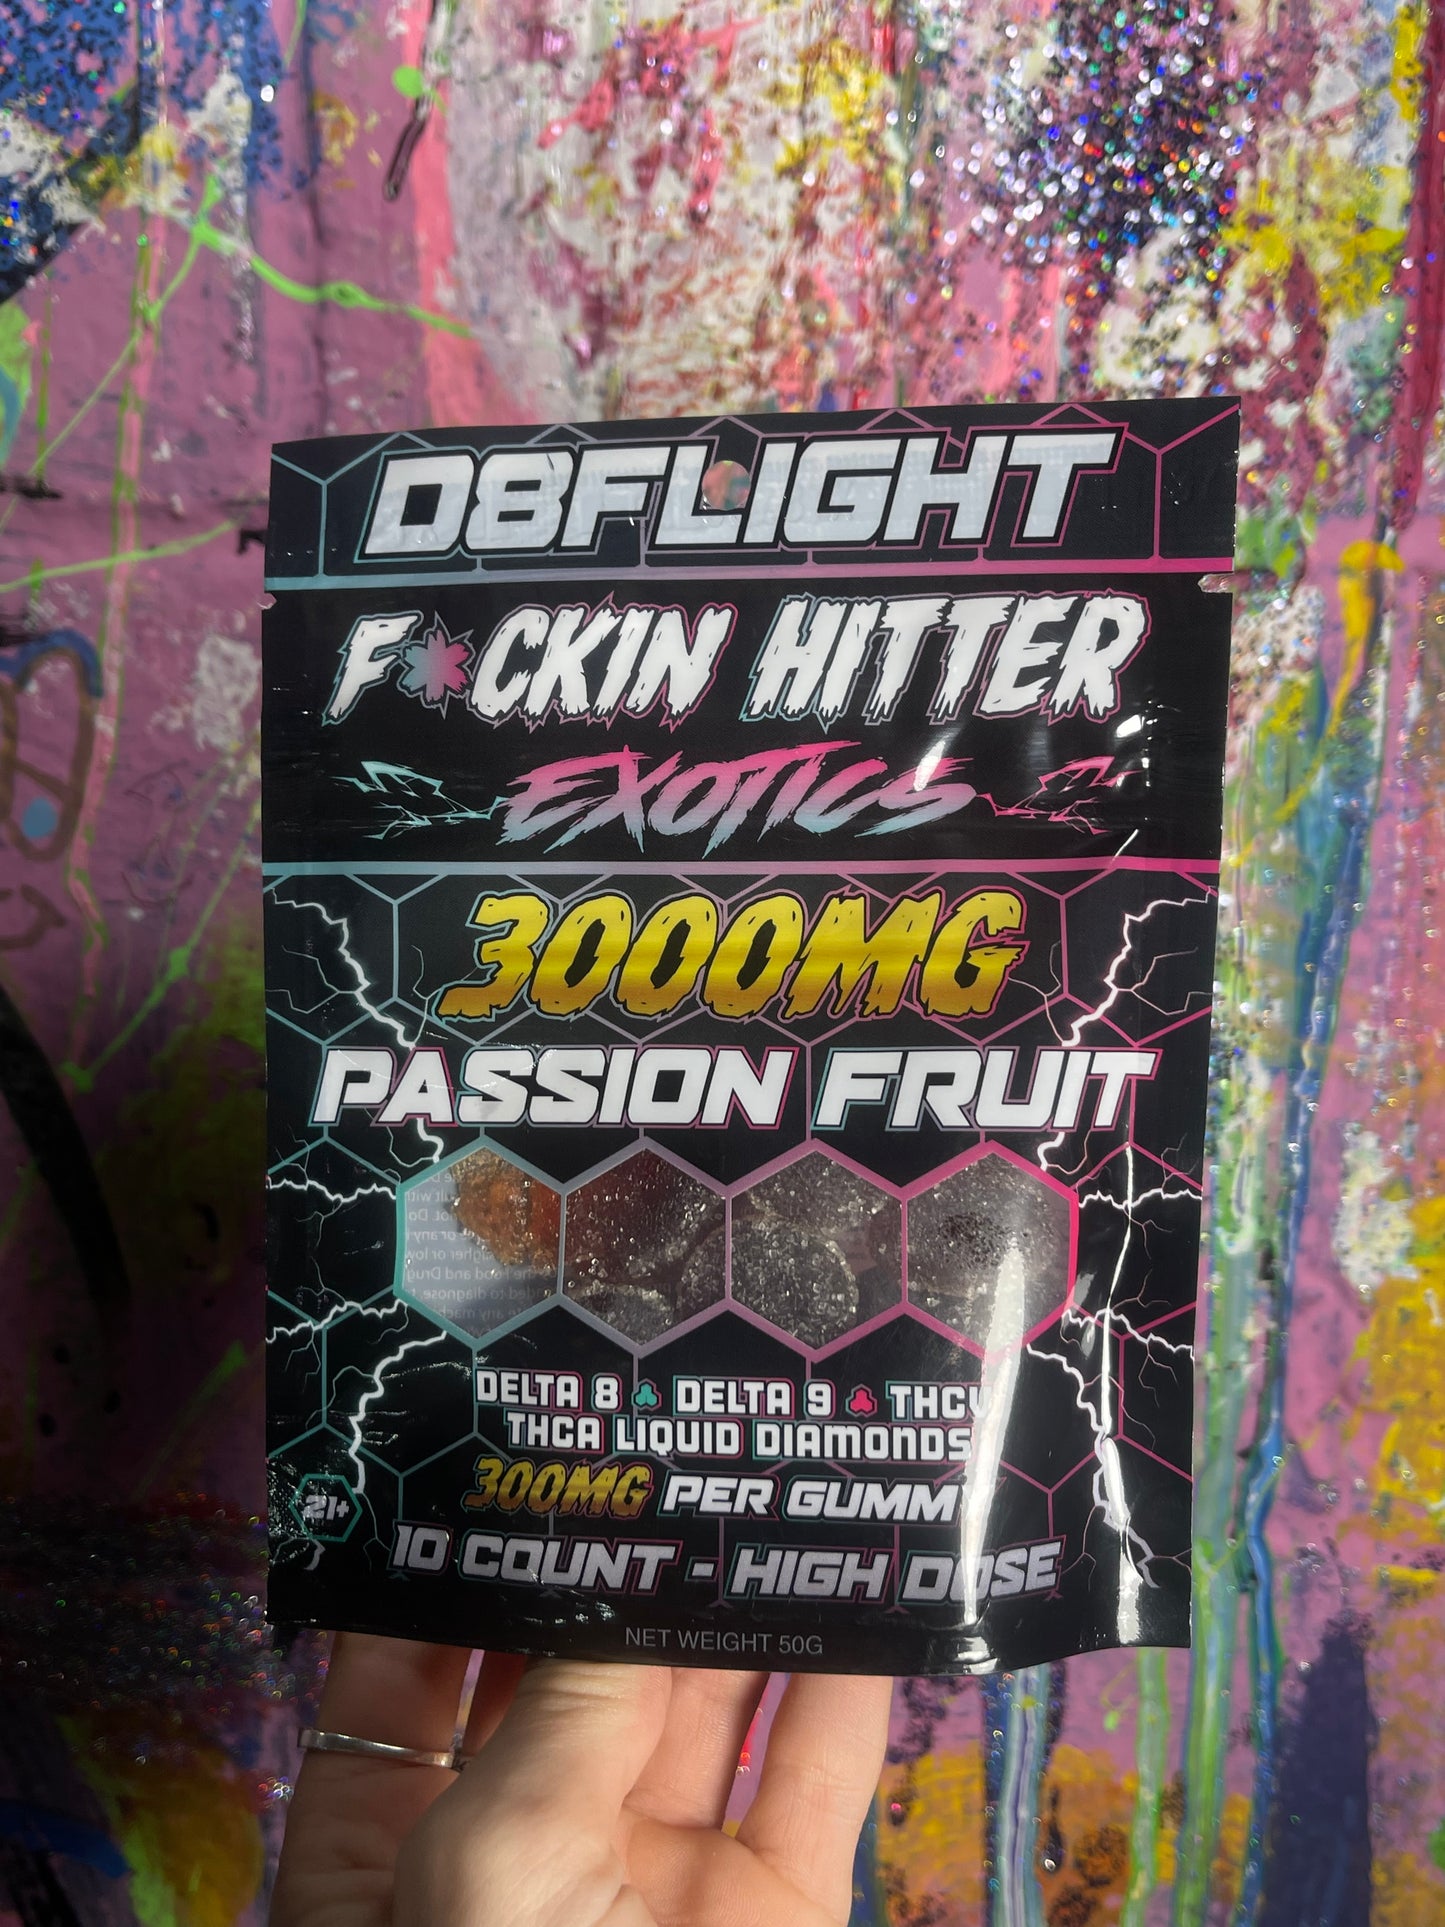 D8FLIGHT
F*CKIN HITTER
EXOTICS
3000MG
PASSION FRUIT
DELTA 8 DELTA 9 THCV
THCA LIQUID DIAMONDS
300MG PER GUMMY
21+
10 COUNT - HIGH DOSE
NET WEIGHT 50G